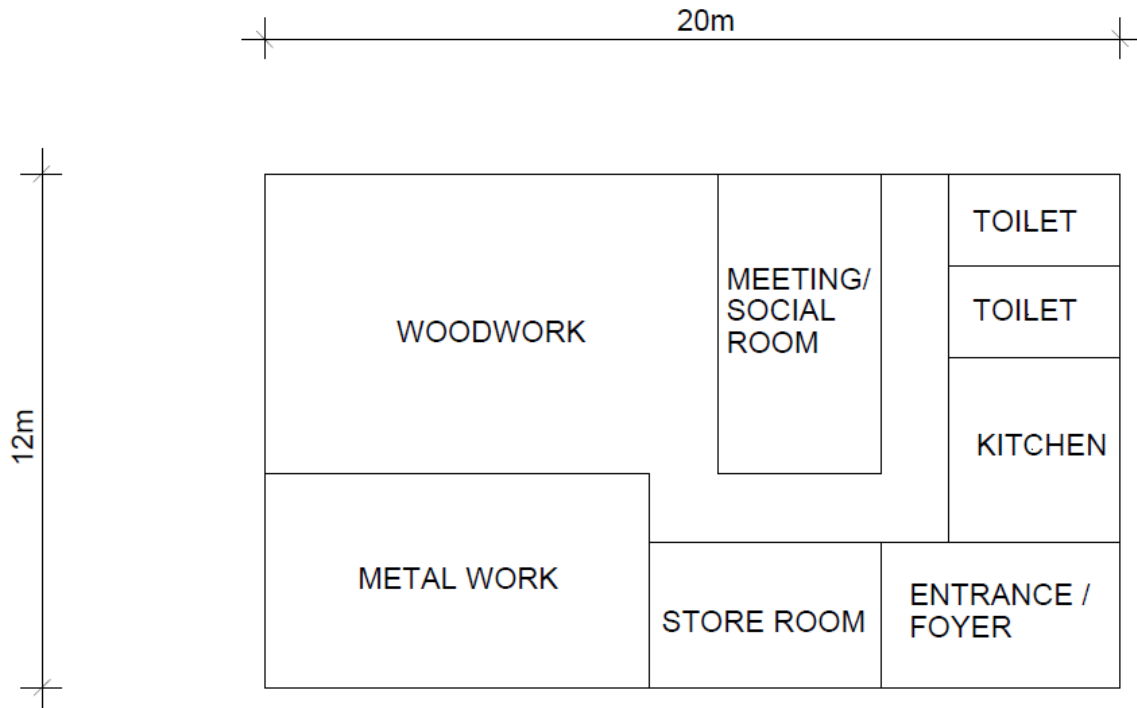 20m
12m
WOODWORK
MEETING/
SOCIAL
ROOM
TOILET
TOILET
KITCHEN
METAL WORK
STORE ROOM
ENTRANCE /
FOYER